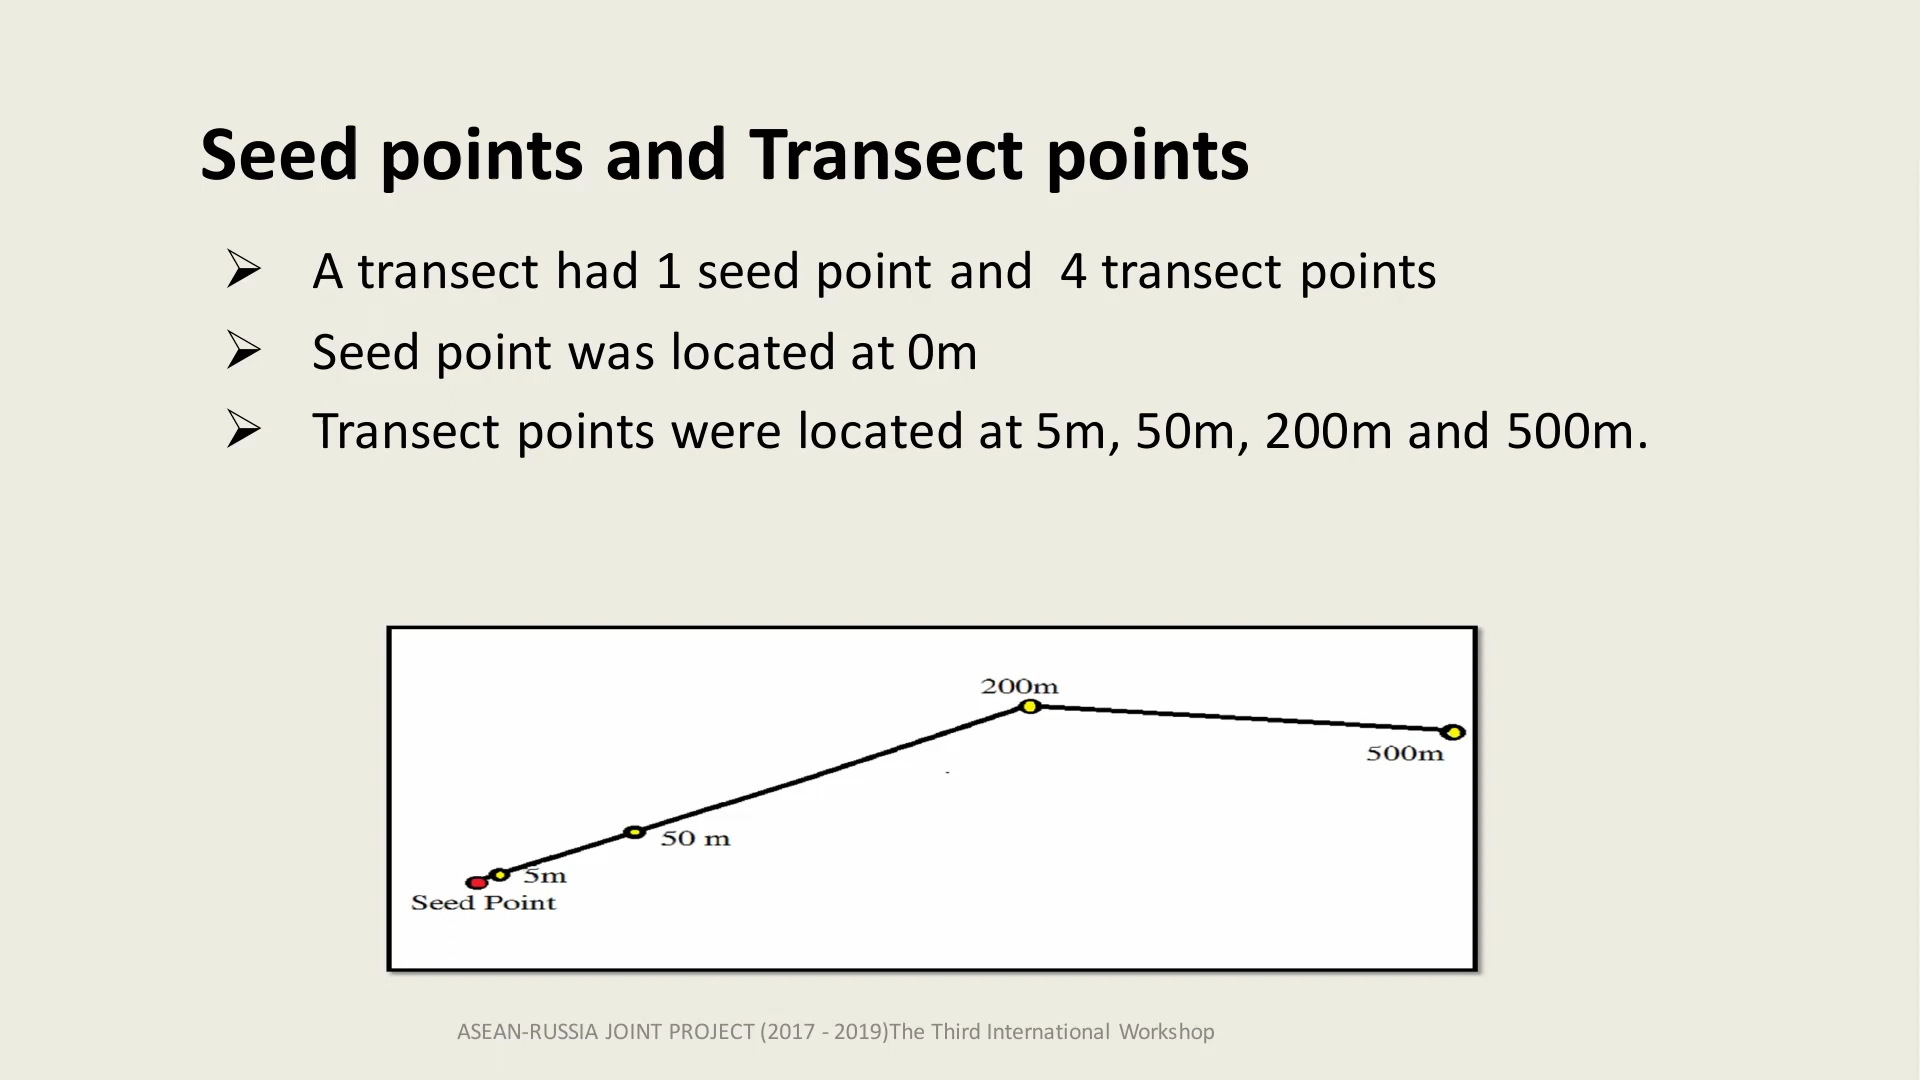 Seed points and Transect points
➢ A transect had 1 seed point and 4 transect points
➢ Seed point was located at 0m
➢ Transect points were located at 5m, 50m, 200m and 500m.
200m
500m
50 m
5m
Seed Point
ASEAN-RUSSIA JOINT PROJECT (2017 - 2019)The Third International Workshop